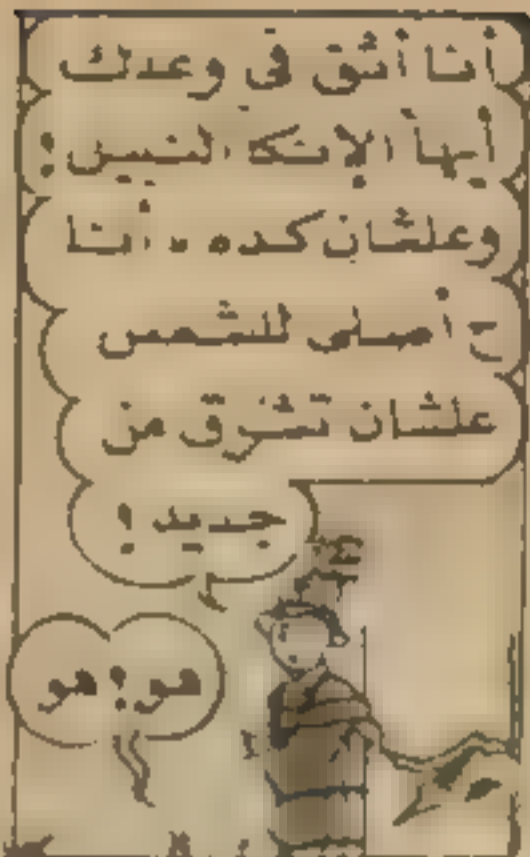 أنا أثق فى وعدك
أيها الإنكا النبيل!
وعلشان كده .. أنا
ح أصلى للشمس
علشان تشرق من
جديد!
هو! هو